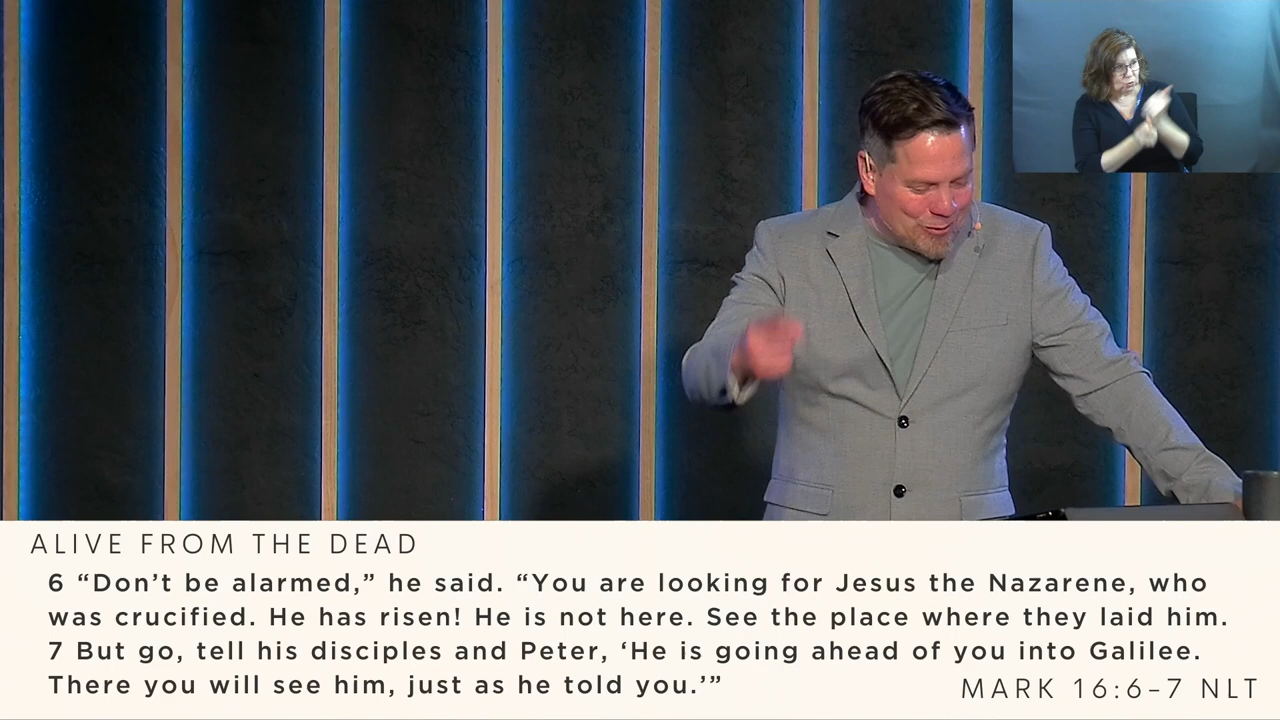 ALIVE FROM THE DEAD
6 “Don’t be alarmed,” he said. “You are looking for Jesus the Nazarene, who
was crucified. He has risen! He is not here. See the place where they laid him.
7 But go, tell his disciples and Peter, ‘He is going ahead of you into Galilee.
There you will see him, just as he told you.’”
MARK 16:6-7 NLT